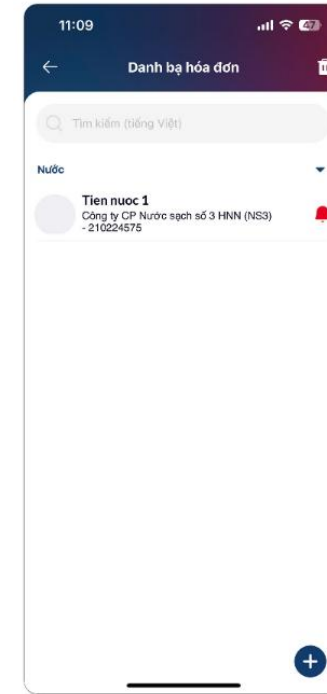 11:09
47
Danh bạ hóa đơn
Tìm kiếm (tiếng Việt)
Nước
Tien nuoc 1
Công ty CP Nước sạch số 3 HNN (NS3)
- 210224575